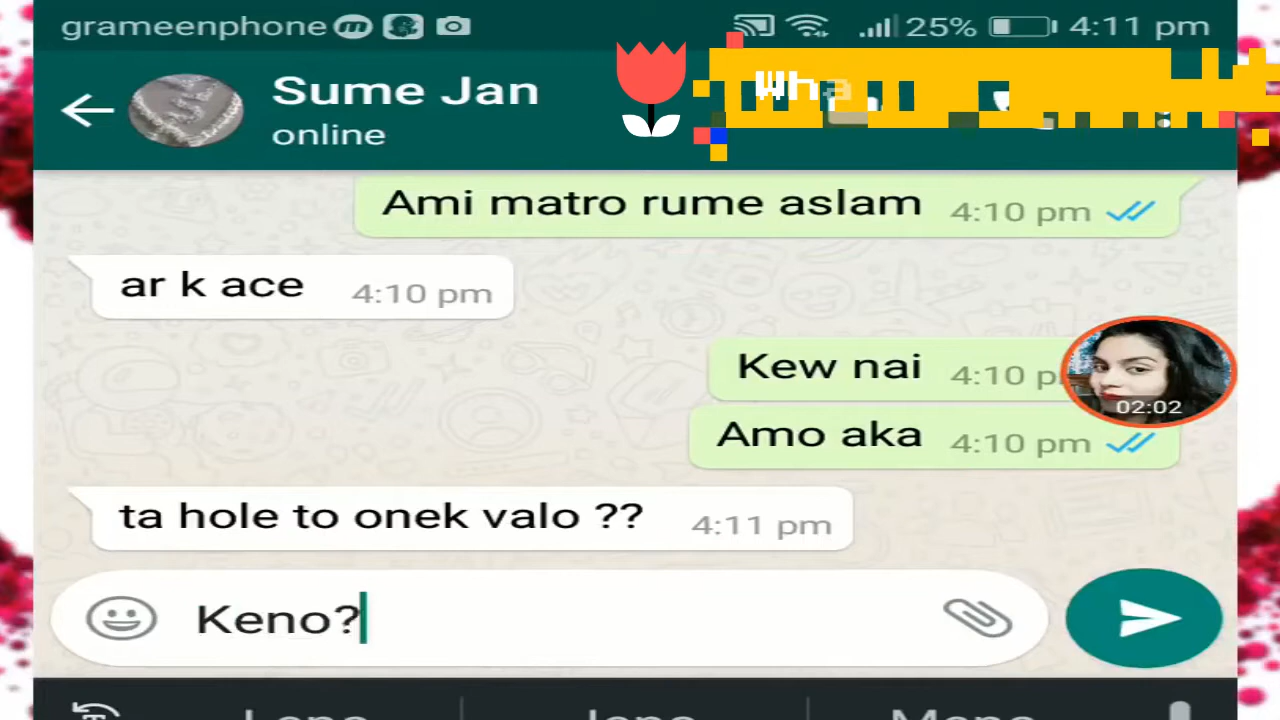 grameenphone 25% 4:11 pm
Sume Jan
online
Wha
Ami matro rume aslam 4:10 pm
ar k ace 4:10 pm
Kew nai 4:10 p
Amo aka 4:10 pm
02:02
ta hole to onek valo ?? 4:11 pm
Keno?